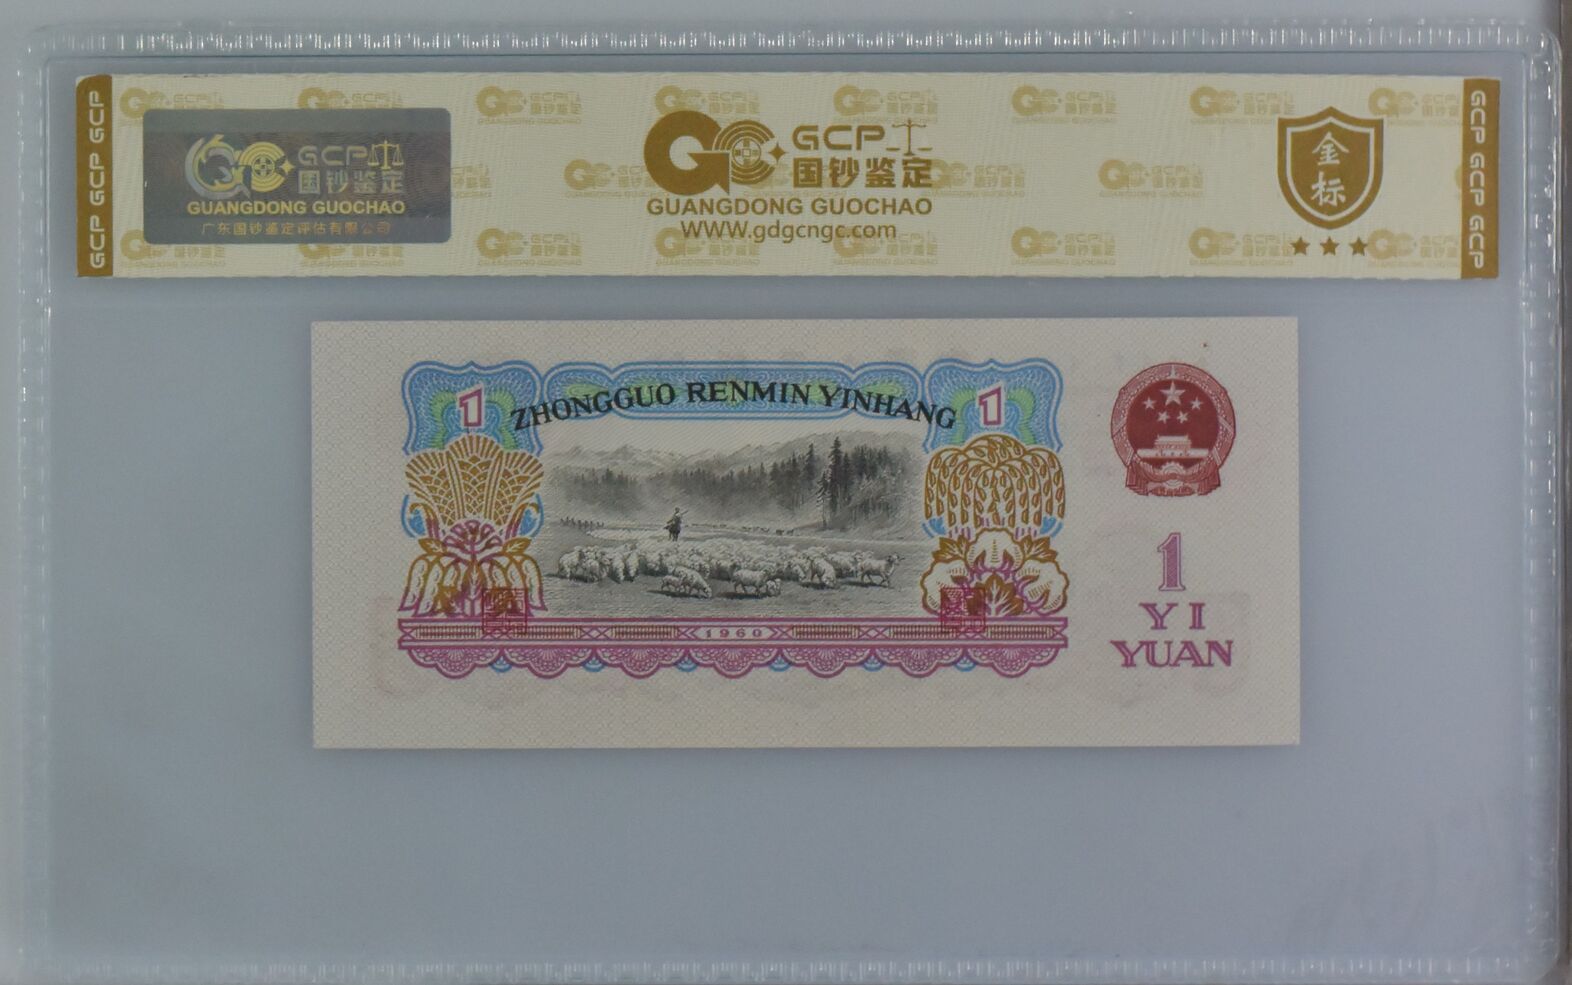 GCP GCP GCP
GCP
国钞鉴定
GUANGDONG GUOCHAO
广东国钞鉴定评估有限公司
GCP
国钞鉴定
GUANGDONG GUOCHAO
WWW.gdgcngc.com
金
标
GCP GCP GCP
1
ZHONGGUO RENMIN YINHANG
1
1960
1
YI
YUAN